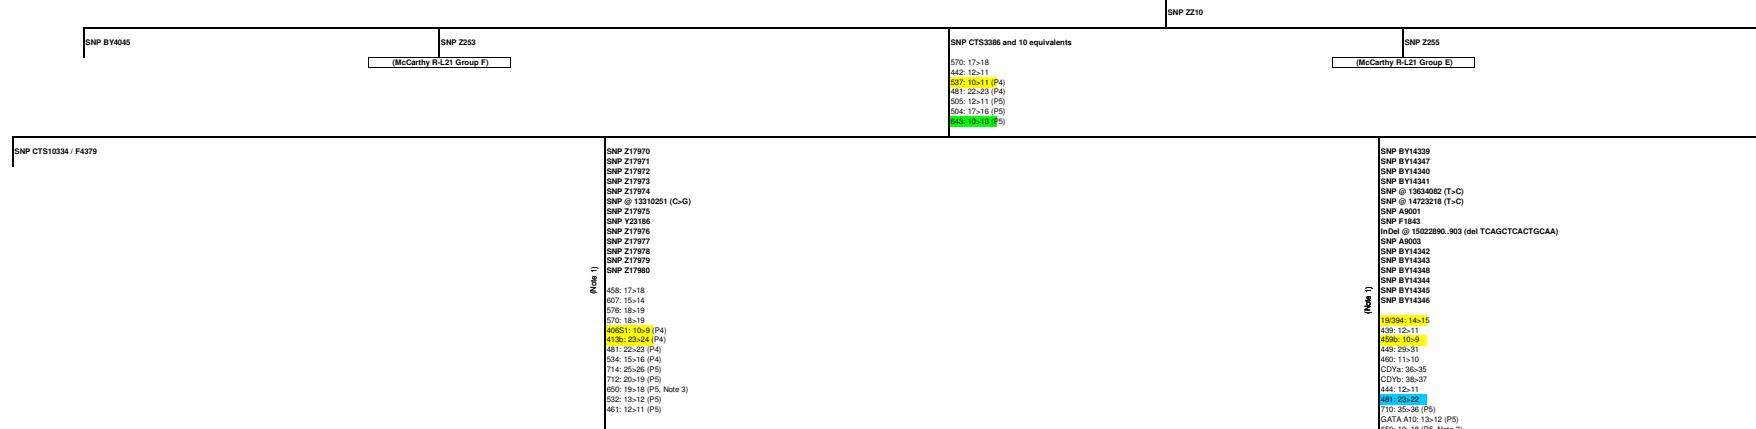 SNP ZZ10
SNP BY4045
SNP Z253
(McCarthy R-L21 Group F)
SNP CTS3386 and 10 equivalents
570: 17>18
442: 12>11
537: 10>11 (P4)
481: 22>23 (P4)
505: 12>11 (P5)
504: 17>16 (P5)
643: 10>13 (P5)
SNP Z255
(McCarthy R-L21 Group E)
SNP CTS10334 / F4379
SNP Z17970
SNP Z17971
SNP Z17972
SNP Z17973
SNP Z17974
SNP @ 13310251 (C>G)
SNP Z17975
SNP Y23186
SNP Z17976
SNP Z17977
SNP Z17978
SNP Z17979
SNP Z17980
(Note 1)
458: 17>18
607: 15>14
576: 18>19
570: 18>19
406S1: 10>9 (P4)
413b: 23>24 (P4)
481: 22>23 (P4)
534: 15>16 (P4)
714: 25>26 (P5)
712: 20>19 (P5)
650: 19>18 (P5, Note 3)
532: 13>12 (P5)
461: 12>11 (P5)
SNP BY14339
SNP BY14347
SNP BY14340
SNP BY14341
SNP @ 13634082 (T>C)
SNP @ 14723218 (T>C)
SNP A9001
SNP F1843
InDel @ 15022890..903 (del TCAGCTCACTGCAA)
SNP A9003
SNP BY14342
SNP BY14343
SNP BY14348
SNP BY14344
SNP BY14345
SNP BY14346
(Note 1)
19/394: 14>15
439: 12>11
459b: 10>9
449: 29>31
460: 11>10
CDYa: 36>35
CDYb: 38>37
444: 12>11
481: 23>22
710: 35>36 (P5)
GATA A10: 13>12 (P5)